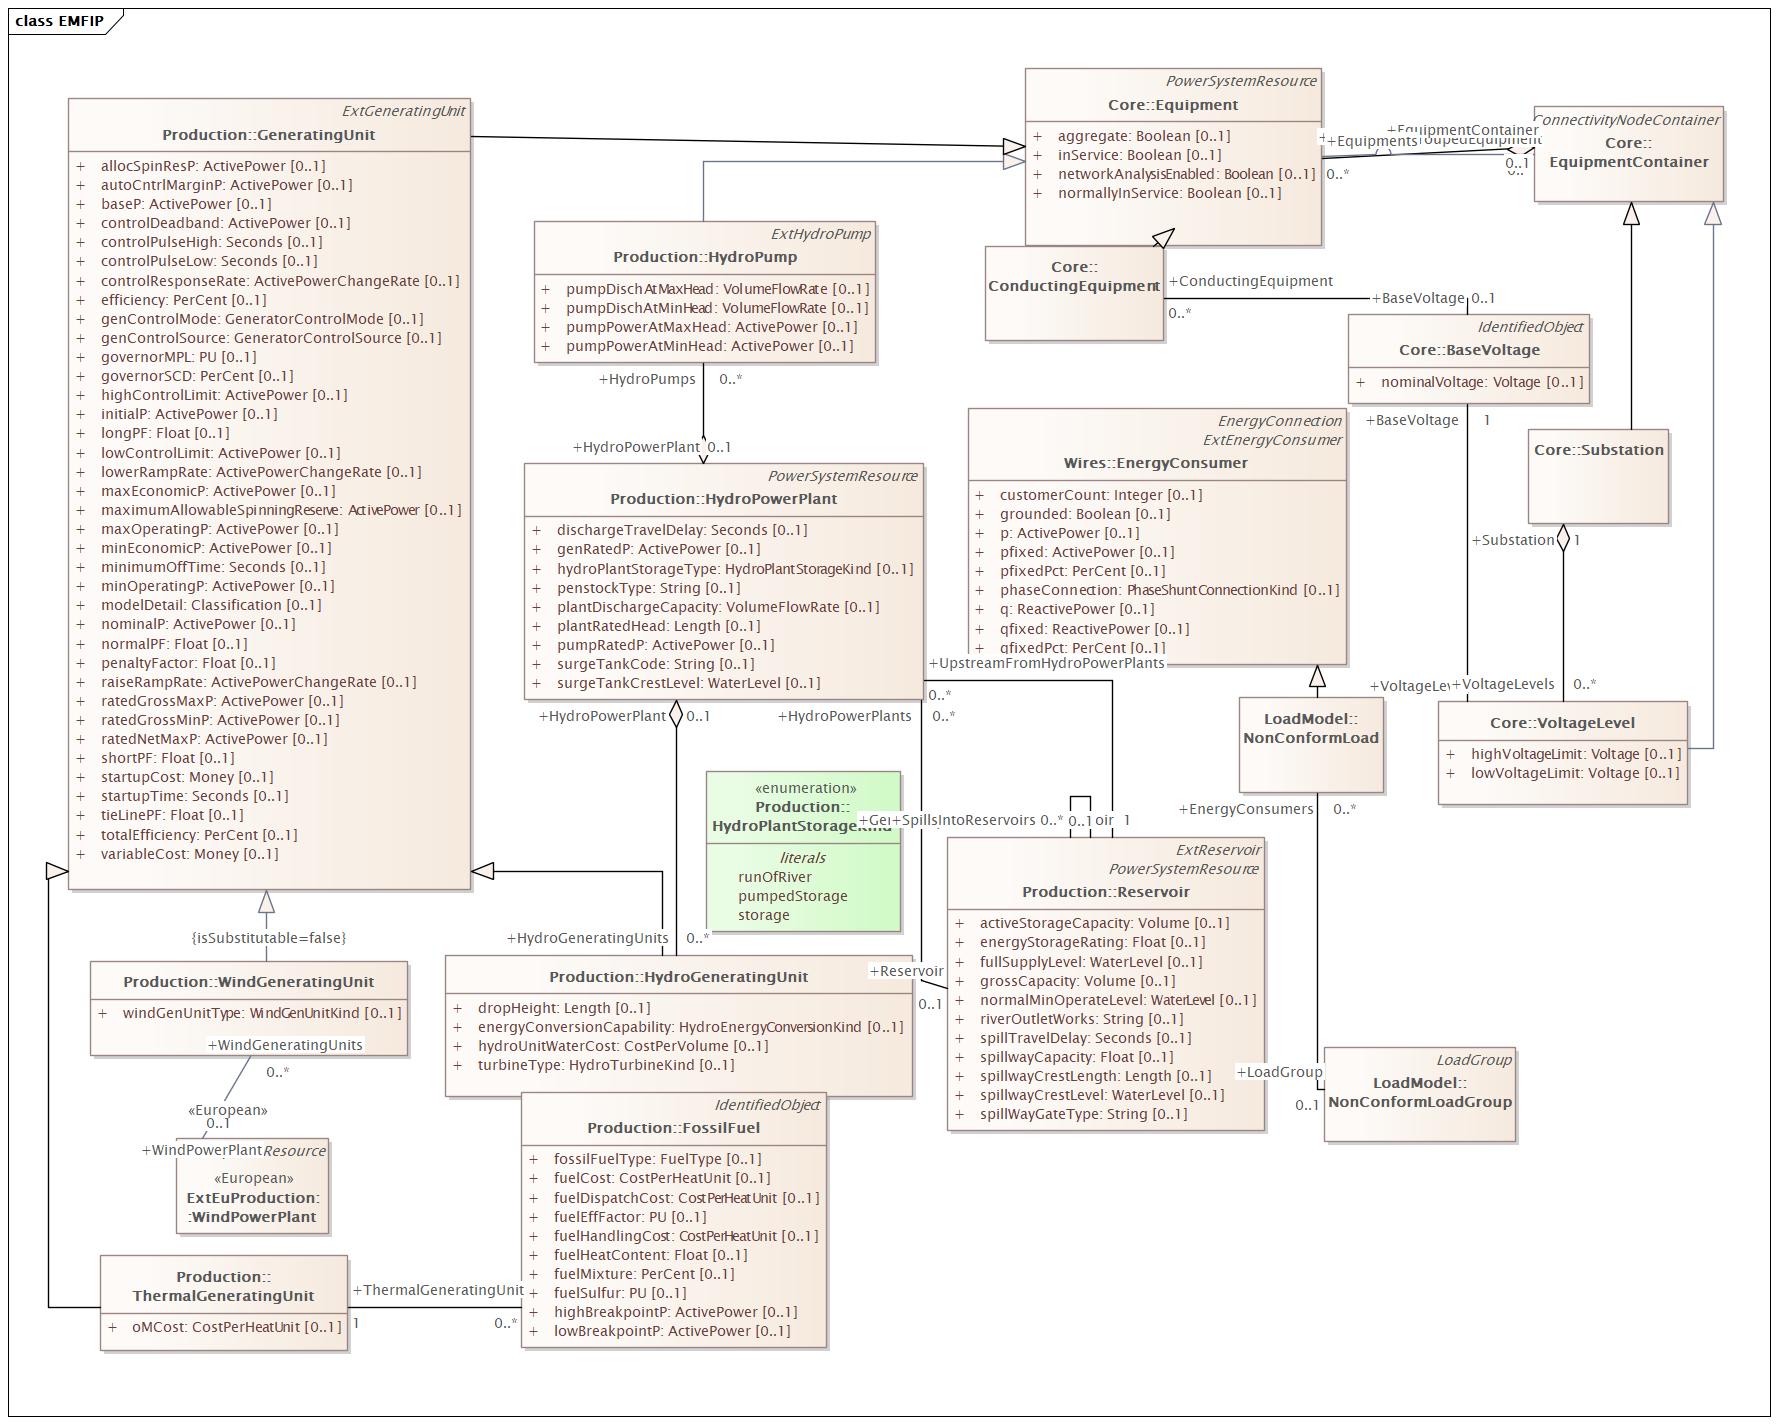 class EMFIP
ExtGeneratingUnit
Production::GeneratingUnit
+ allocSpinResP: ActivePower [0..1]
+ autoCntrlMarginP: ActivePower [0..1]
+ baseP: ActivePower [0..1]
+ controlDeadband: ActivePower [0..1]
+ controlPulseHigh: Seconds [0..1]
+ controlPulseLow: Seconds [0..1]
+ controlResponseRate: ActivePowerChangeRate [0..1]
+ efficiency: PerCent [0..1]
+ genControlMode: GeneratorControlMode [0..1]
+ genControlSource: GeneratorControlSource [0..1]
+ governorMPL: PU [0..1]
+ governorSCD: PerCent [0..1]
+ highControlLimit: ActivePower [0..1]
+ initialP: ActivePower [0..1]
+ longPF: Float [0..1]
+ lowControlLimit: ActivePower [0..1]
+ lowerRampRate: ActivePowerChangeRate [0..1]
+ maxEconomicP: ActivePower [0..1]
+ maximumAllowableSpinningReserve: ActivePower [0..1]
+ maxOperatingP: ActivePower [0..1]
+ minEconomicP: ActivePower [0..1]
+ minimumOffTime: Seconds [0..1]
+ minOperatingP: ActivePower [0..1]
+ modelDetail: Classification [0..1]
+ nominalP: ActivePower [0..1]
+ normalPF: Float [0..1]
+ penaltyFactor: Float [0..1]
+ raiseRampRate: ActivePowerChangeRate [0..1]
+ ratedGrossMaxP: ActivePower [0..1]
+ ratedGrossMinP: ActivePower [0..1]
+ ratedNetMaxP: ActivePower [0..1]
+ shortPF: Float [0..1]
+ startupCost: Money [0..1]
+ startupTime: Seconds [0..1]
+ tieLinePF: Float [0..1]
+ totalEfficiency: PerCent [0..1]
+ variableCost: Money [0..1]
PowerSystemResource
Core::Equipment
+ aggregate: Boolean [0..1]
+ inService: Boolean [0..1]
+ networkAnalysisEnabled: Boolean [0..1]
+ normallyInService: Boolean [0..1]
+EquipmentContainer
+Equipments
0..1
0..*
ConnectivityNodeContainer
Core::
EquipmentContainer
ExtHydroPump
Production::HydroPump
+ pumpDischAtMaxHead: VolumeFlowRate [0..1]
+ pumpDischAtMinHead: VolumeFlowRate [0..1]
+ pumpPowerAtMaxHead: ActivePower [0..1]
+ pumpPowerAtMinHead: ActivePower [0..1]
+HydroPumps 0..*
+HydroPowerPlant 0..1
Core::
ConductingEquipment
+ConductingEquipment
0..*
+BaseVoltage 0..1
IdentifiedObject
Core::BaseVoltage
+ nominalVoltage: Voltage [0..1]
+BaseVoltage 1
PowerSystemResource
Production::HydroPowerPlant
+ dischargeTravelDelay: Seconds [0..1]
+ genRatedP: ActivePower [0..1]
+ hydroPlantStorageType: HydroPlantStorageKind [0..1]
+ penstockType: String [0..1]
+ plantDischargeCapacity: VolumeFlowRate [0..1]
+ plantRatedHead: Length [0..1]
+ pumpRatedP: ActivePower [0..1]
+ surgeTankCode: String [0..1]
+ surgeTankCrestLevel: WaterLevel [0..1]
EnergyConnection
ExtEnergyConsumer
Wires::EnergyConsumer
+ customerCount: Integer [0..1]
+ grounded: Boolean [0..1]
+ p: ActivePower [0..1]
+ pfixed: ActivePower [0..1]
+ pfixedPct: PerCent [0..1]
+ phaseConnection: PhaseShuntConnectionKind [0..1]
+ q: ReactivePower [0..1]
+ qfixed: ReactivePower [0..1]
+ qfixedPct: PerCent [0..1]
Core::Substation
+Substation 1
+UpstreamFromHydroPowerPlants
0..*
+HydroPowerPlant 0..1
+HydroPowerPlants 0..*
+VoltageLevels 0..*
Core::VoltageLevel
+ highVoltageLimit: Voltage [0..1]
+ lowVoltageLimit: Voltage [0..1]
LoadModel::
NonConformLoad
+EnergyConsumers 0..*
«enumeration»
Production::
HydroPlantStorageKind
literals
runOfRiver
pumpedStorage
storage
+SpillsIntoReservoirs 0..*
0..1
1
ExtReservoir
PowerSystemResource
Production::Reservoir
+ activeStorageCapacity: Volume [0..1]
+ energyStorageRating: Float [0..1]
+ fullSupplyLevel: WaterLevel [0..1]
+ grossCapacity: Volume [0..1]
+ normalMinOperateLevel: WaterLevel [0..1]
+ riverOutletWorks: String [0..1]
+ spillTravelDelay: Seconds [0..1]
+ spillwayCapacity: Float [0..1]
+ spillwayCrestLength: Length [0..1]
+ spillwayCrestLevel: WaterLevel [0..1]
+ spillWayGateType: String [0..1]
+Reservoir
0..1
{isSubstitutable=false}
+HydroGeneratingUnits 0..*
Production::WindGeneratingUnit
+ windGenUnitType: WindGenUnitKind [0..1]
+WindGeneratingUnits
0..*
«European»
0..1
+WindPowerPlant
Resource
«European»
ExtEuProduction:
:WindPowerPlant
Production::HydroGeneratingUnit
+ dropHeight: Length [0..1]
+ energyConversionCapability: HydroEnergyConversionKind [0..1]
+ hydroUnitWaterCost: CostPerVolume [0..1]
+ turbineType: HydroTurbineKind [0..1]
+LoadGroup
0..1
LoadGroup
LoadModel::
NonConformLoadGroup
IdentifiedObject
Production::FossilFuel
+ fossilFuelType: FuelType [0..1]
+ fuelCost: CostPerHeatUnit [0..1]
+ fuelDispatchCost: CostPerHeatUnit [0..1]
+ fuelEffFactor: PU [0..1]
+ fuelHandlingCost: CostPerHeatUnit [0..1]
+ fuelHeatContent: Float [0..1]
+ fuelMixture: PerCent [0..1]
+ fuelSulfur: PU [0..1]
+ highBreakpointP: ActivePower [0..1]
+ lowBreakpointP: ActivePower [0..1]
Production::
ThermalGeneratingUnit
+ oMCost: CostPerHeatUnit [0..1]
+ThermalGeneratingUnit
1
0..*